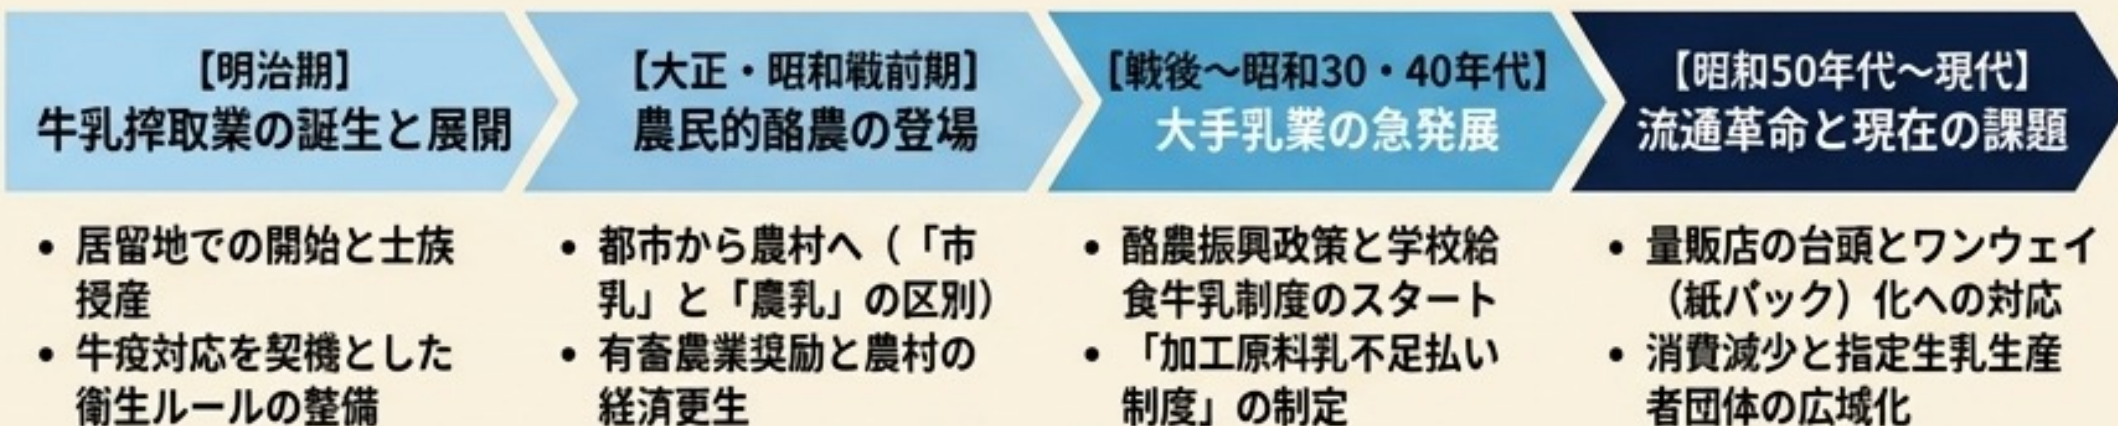 【明治期】
牛乳搾取業の誕生と展開
・居留地での開始と士族
授産
・牛疫対応を契機とした
衛生ルールの整備
【大正・昭和戦前期】
農民的酪農の登場
・都市から農村へ（「市
乳」と「農乳」の区別）
・有畜農業奨励と農村の
経済更生
【戦後～昭和30・40年代】
大手乳業の急発展
・酪農振興政策と学校給
食牛乳制度のスタート
・「加工原料乳不足払い
制度」の制定
【昭和50年代～現代】
流通革命と現在の課題
・量販店の台頭とワンウェイ
（紙パック）化への対応
・消費減少と指定生乳生産
者団体の広域化